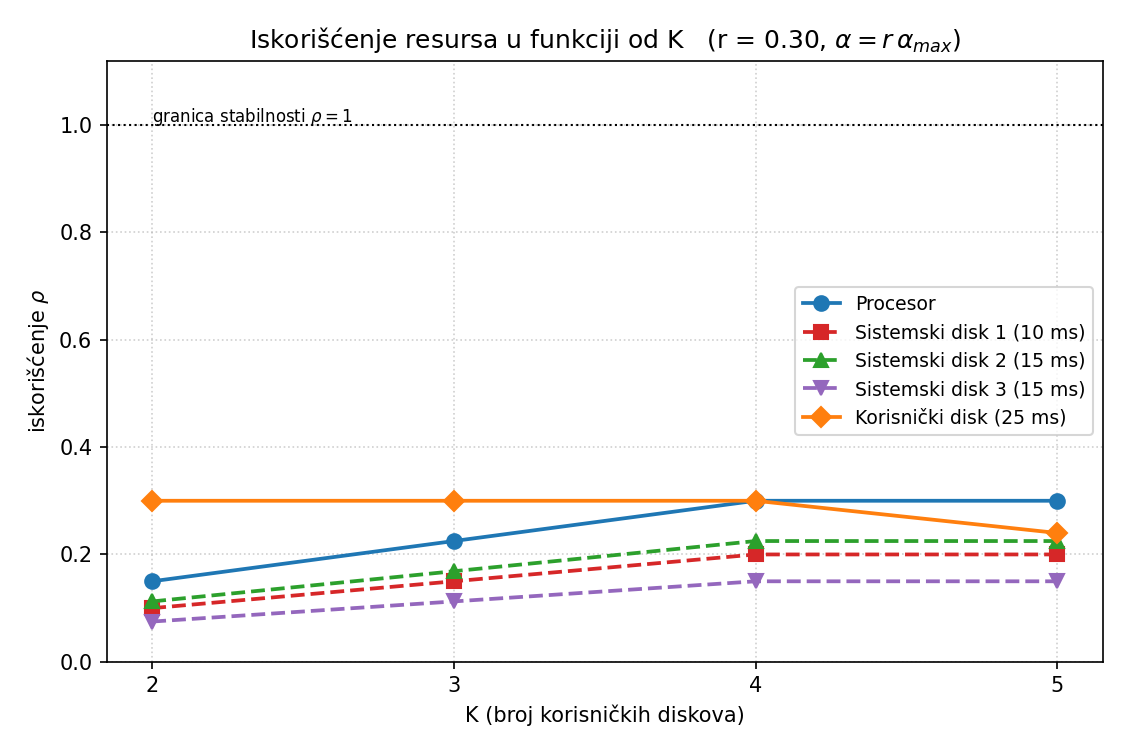 Iskorišćenje resursa u funkciji od K (r = 0.30, α = r α_max)
granica stabilnosti ρ = 1
1.0
0.8
0.6
0.4
0.2
0.0
iskorišćenje ρ
Procesor
Sistemski disk 1 (10 ms)
Sistemski disk 2 (15 ms)
Sistemski disk 3 (15 ms)
Korisnički disk (25 ms)
2 3 4 5
K (broj korisničkih diskova)